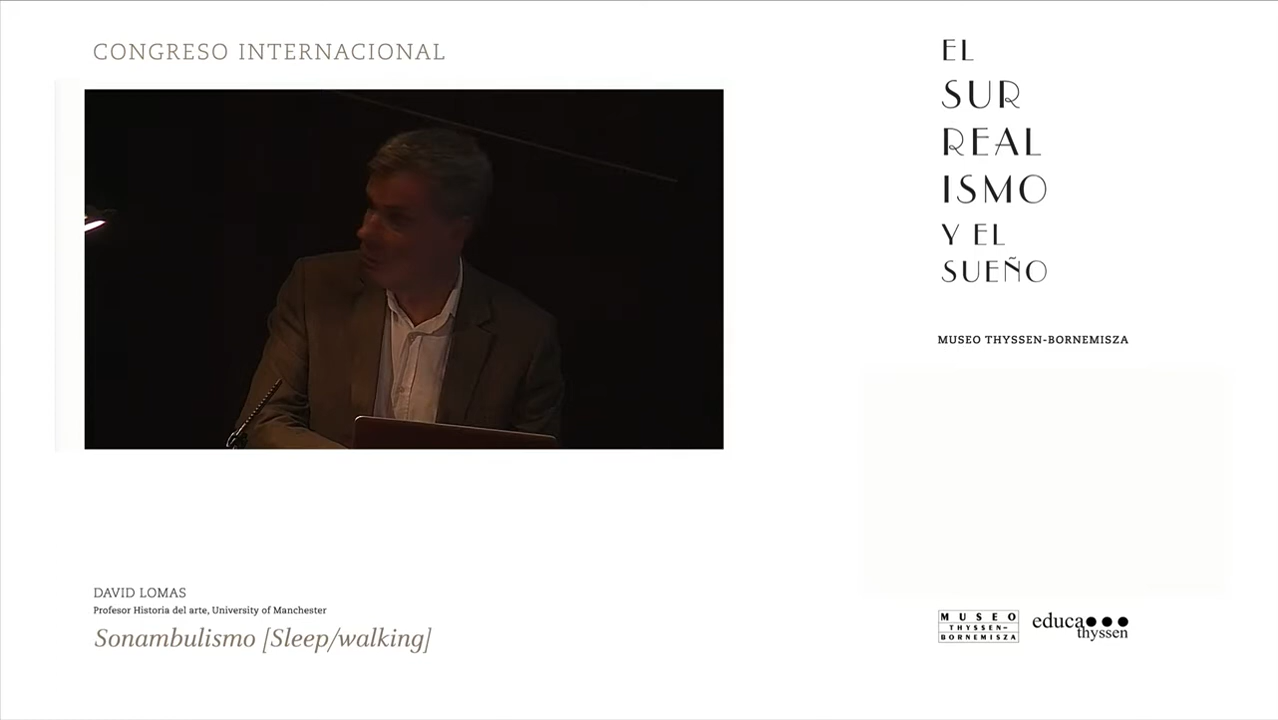 CONGRESO INTERNACIONAL
EL
SUR
REAL
ISMO
Y EL
SUEÑO
MUSEO THYSSEN-BORNEMISZA
DAVID LOMAS
Profesor Historia del arte, University of Manchester
Sonambulismo [Sleep/walking]
MUSEO
THYSSEN-
BORNEMISZA
educa
thyssen